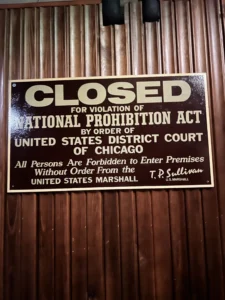 CLOSED
FOR VIOLATION OF
NATIONAL PROHIBITION ACT
BY ORDER OF
UNITED STATES DISTRICT COURT
OF CHICAGO
All Persons Are Forbidden to Enter Premises
Without Order From the
UNITED STATES MARSHALL
T. P. Sullivan
U.S. MARSHALL